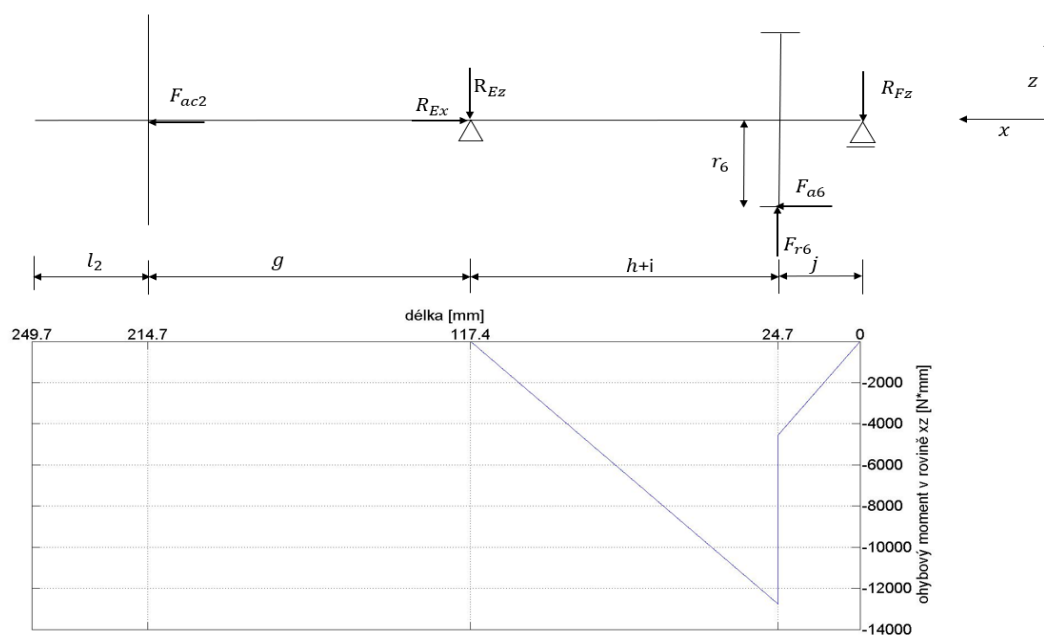 F_ac2
R_Ex
R_Ez
R_Fz
z
x
r_6
F_a6
F_r6
l_2
g
h+i
j
délka [mm]
249.7 214.7 117.4 24.7 0
-2000
-4000
-6000
-8000
-10000
-12000
-14000
ohybový moment v rovině xz [N*mm]